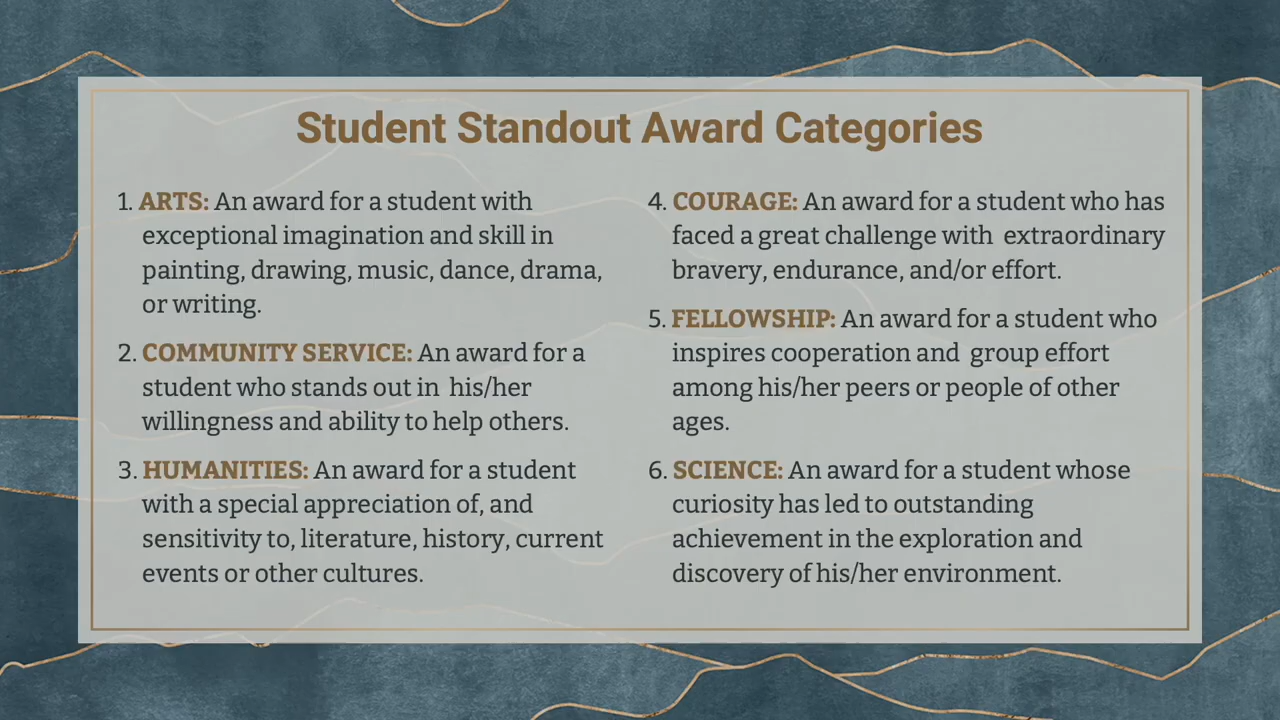 Student Standout Award Categories
1. ARTS: An award for a student with
exceptional imagination and skill in
painting, drawing, music, dance, drama,
or writing.
2. COMMUNITY SERVICE: An award for a
student who stands out in  his/her
willingness and ability to help others.
3. HUMANITIES: An award for a student
with a special appreciation of, and
sensitivity to, literature, history, current
events or other cultures.
4. COURAGE: An award for a student who has
faced a great challenge with  extraordinary
bravery, endurance, and/or effort.
5. FELLOWSHIP: An award for a student who
inspires cooperation and  group effort
among his/her peers or people of other
ages.
6. SCIENCE: An award for a student whose
curiosity has led to outstanding
achievement in the exploration and
discovery of his/her environment.